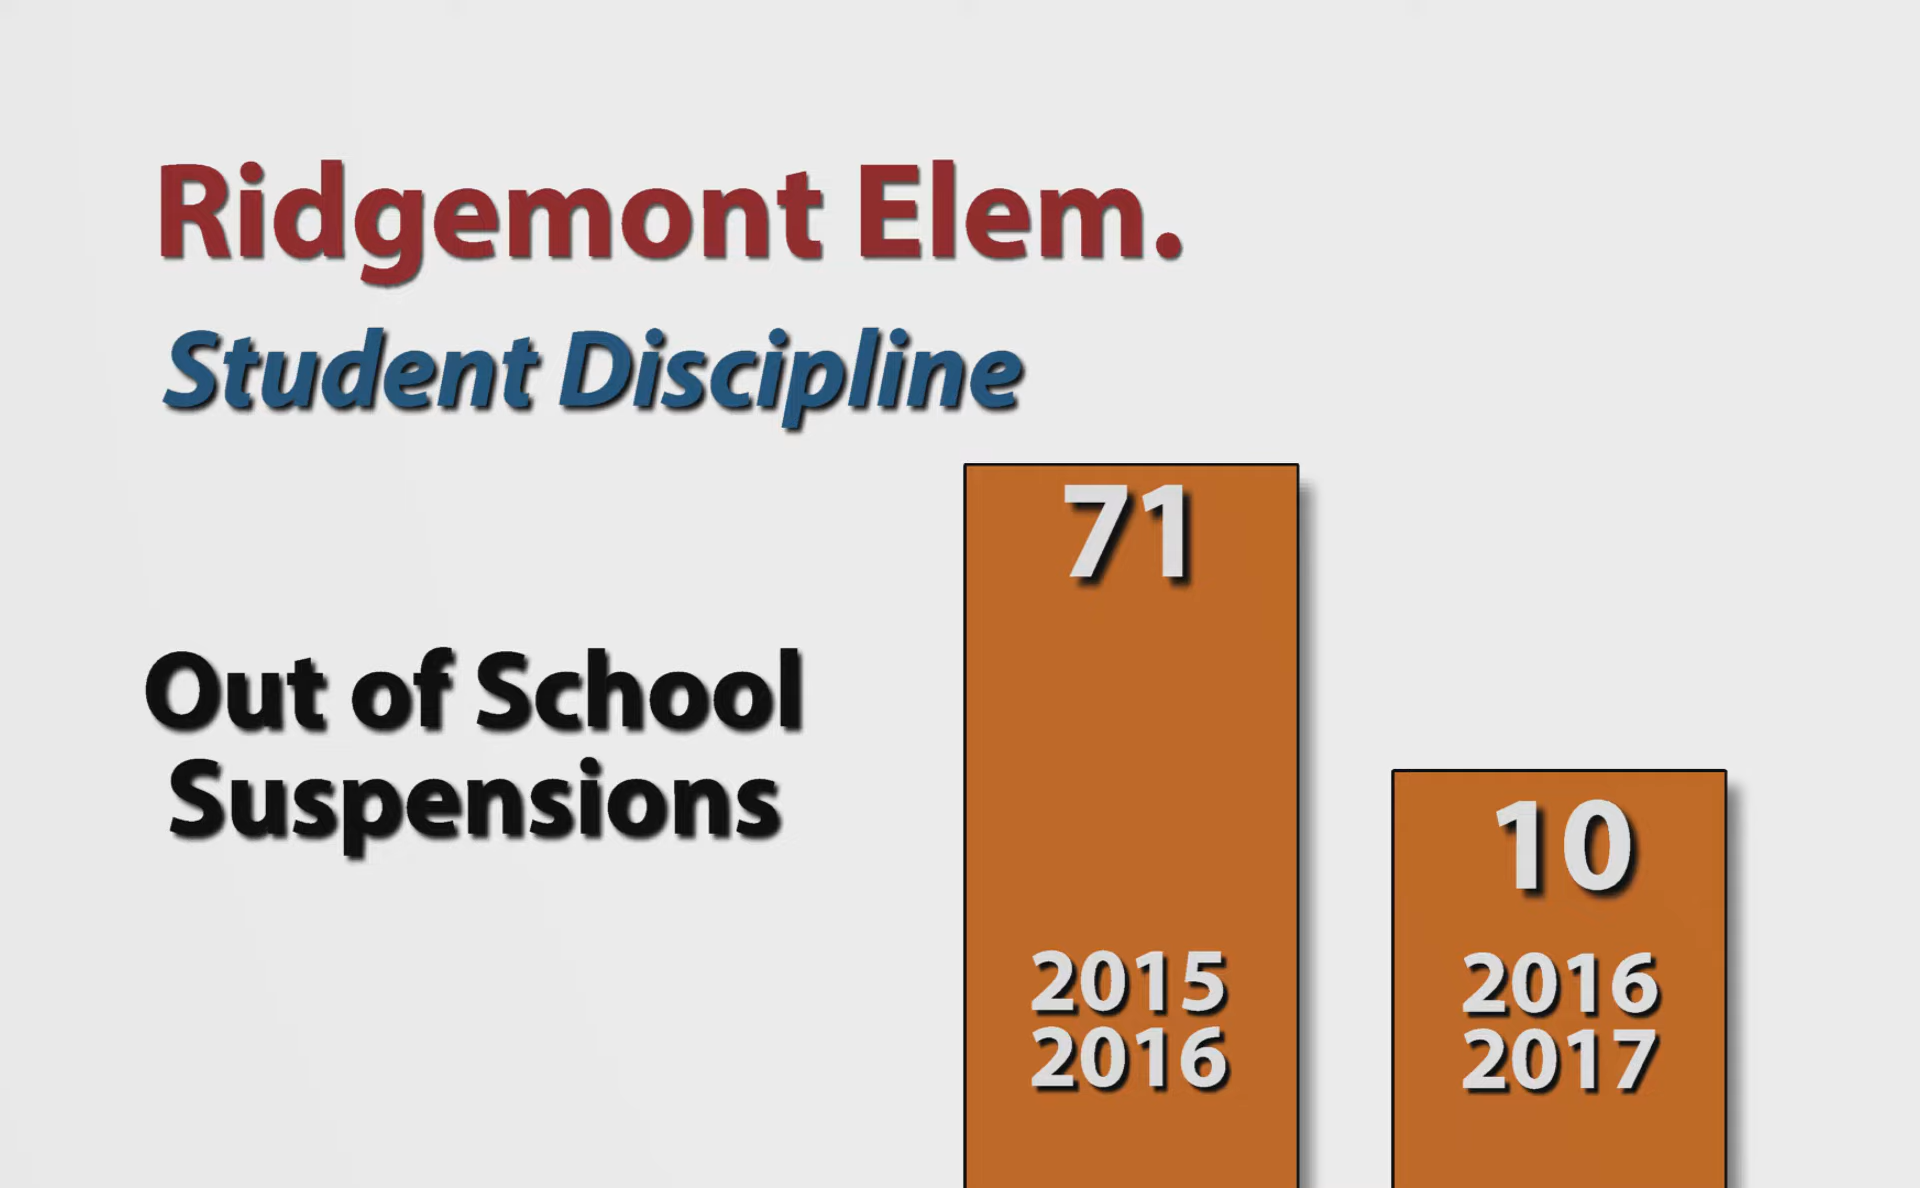 Ridgemont Elem.
Student Discipline
Out of School
Suspensions
71
2015
2016
10
2016
2017